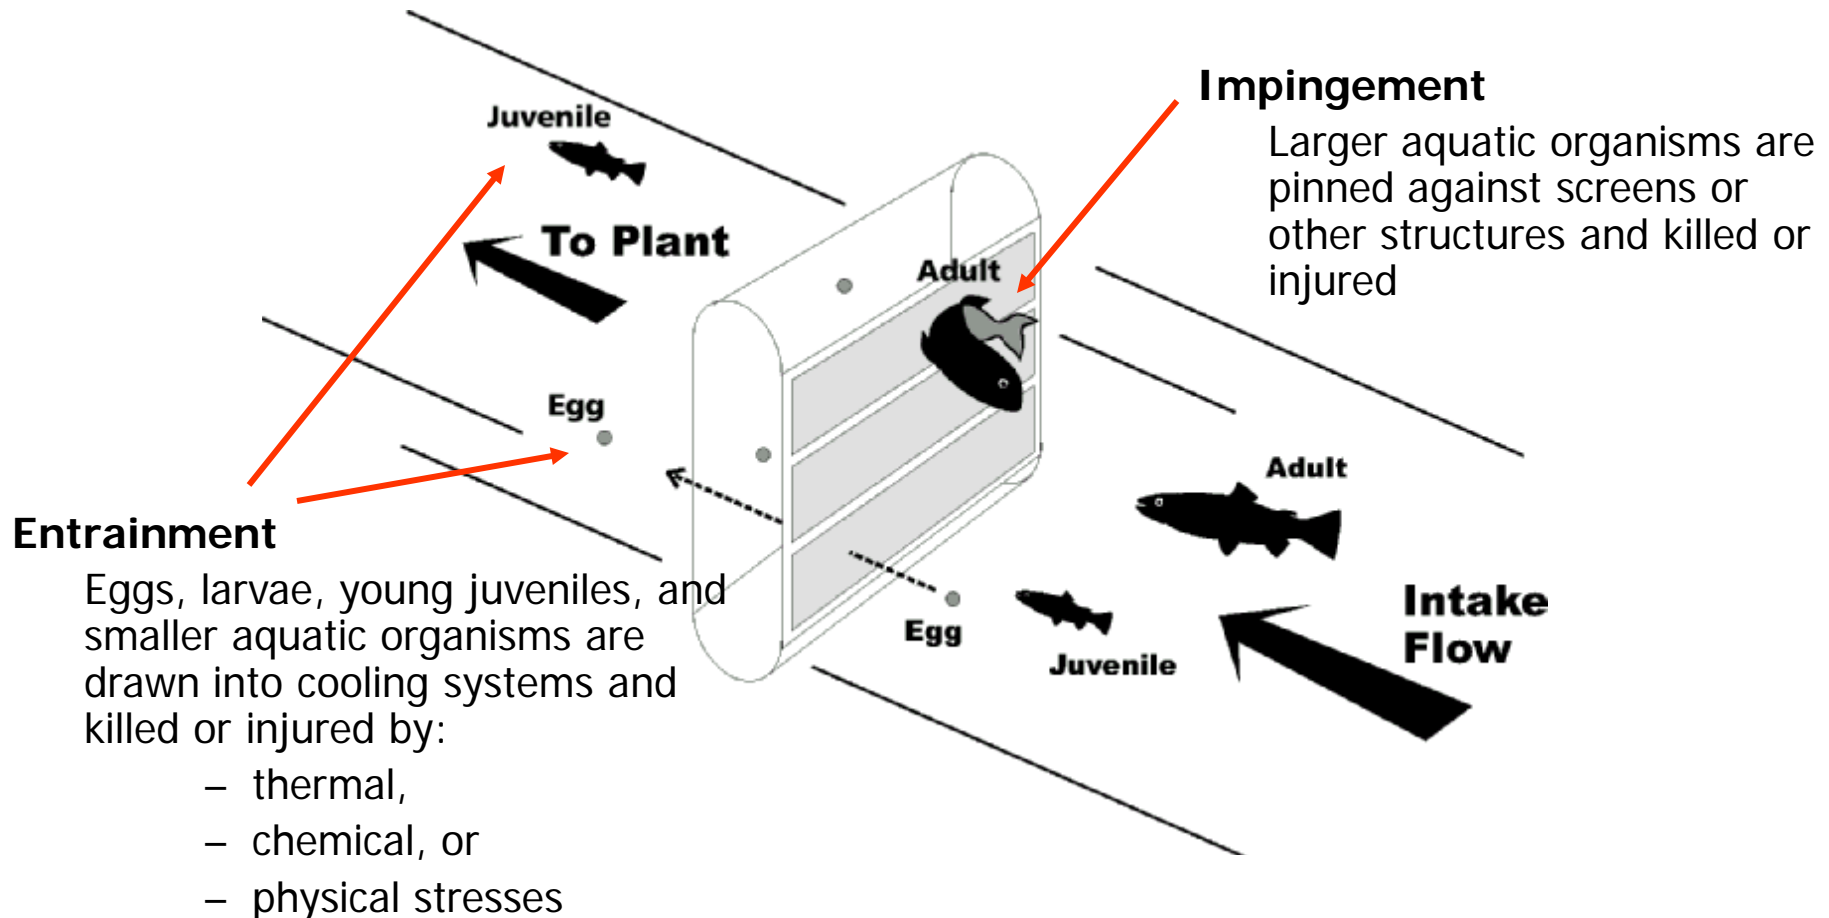 Impingement
Larger aquatic organisms are
pinned against screens or
other structures and killed or
injured
Juvenile
To Plant
Adult
Egg
Adult
Entrainment
Eggs, larvae, young juveniles, and
smaller aquatic organisms are
drawn into cooling systems and
killed or injured by:
– thermal,
– chemical, or
– physical stresses
Egg
Juvenile
Intake
Flow